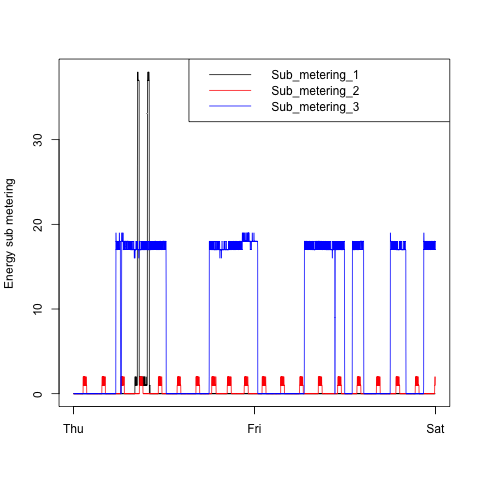 Sub_metering_1
Sub_metering_2
Sub_metering_3
Energy sub metering
30
20
10
0
Thu
Fri
Sat